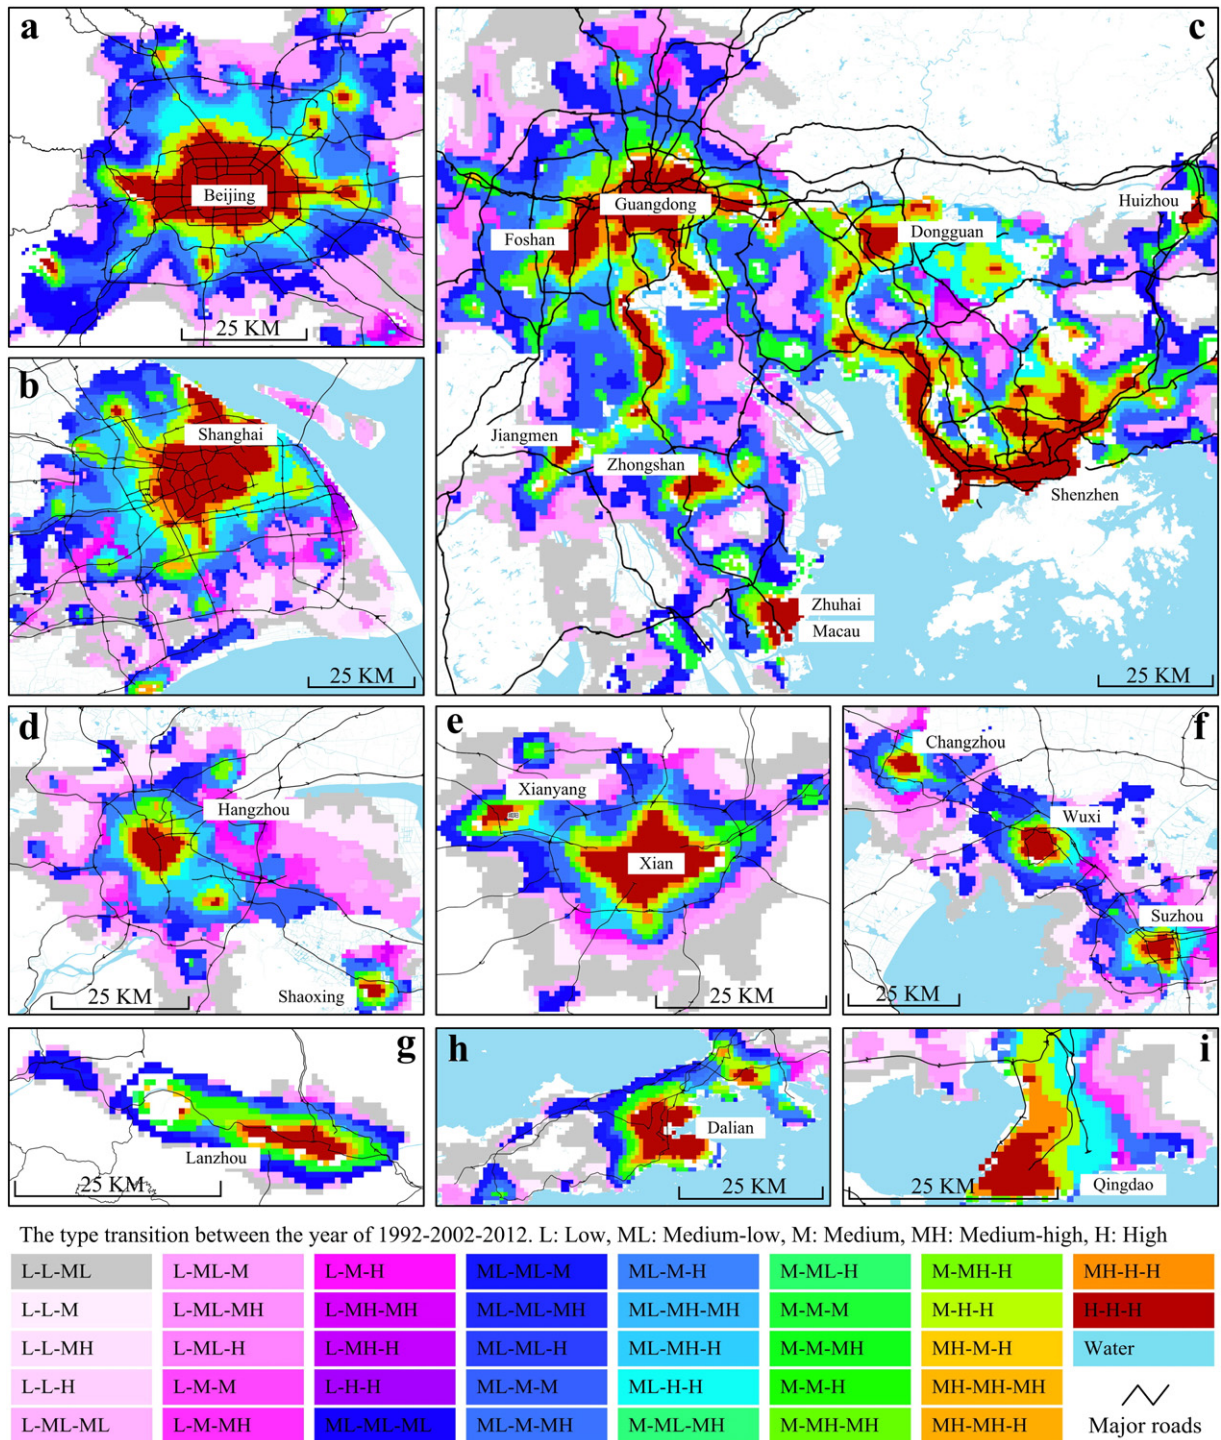 a
Beijing
25 KM
b
Shanghai
25 KM
c
Guangdong
Foshan
Dongguan
Huizhou
Jiangmen
Zhongshan
Shenzhen
Zhuhai
Macau
25 KM
d
Hangzhou
Shaoxing
25 KM
e
Xianyang
Xian
25 KM
f
Changzhou
Wuxi
Suzhou
25 KM
g
Lanzhou
25 KM
h
Dalian
25 KM
i
Qingdao
25 KM
The type transition between the year of 1992-2002-2012. L: Low, ML: Medium-low, M: Medium, MH: Medium-high, H: High
L-L-ML L-ML-M L-M-H ML-ML-M ML-M-H M-ML-H M-MH-H MH-H-H
L-L-M L-ML-MH L-MH-MH ML-ML-MH ML-MH-MH M-M-M M-H-H H-H-H
L-L-MH L-ML-H L-MH-H ML-ML-H ML-MH-H M-M-MH MH-M-H Water
L-L-H L-M-M L-H-H ML-M-M ML-H-H M-M-H MH-MH-MH
L-ML-ML L-M-MH ML-ML-ML ML-M-MH M-ML-MH M-MH-MH MH-MH-H Major roads